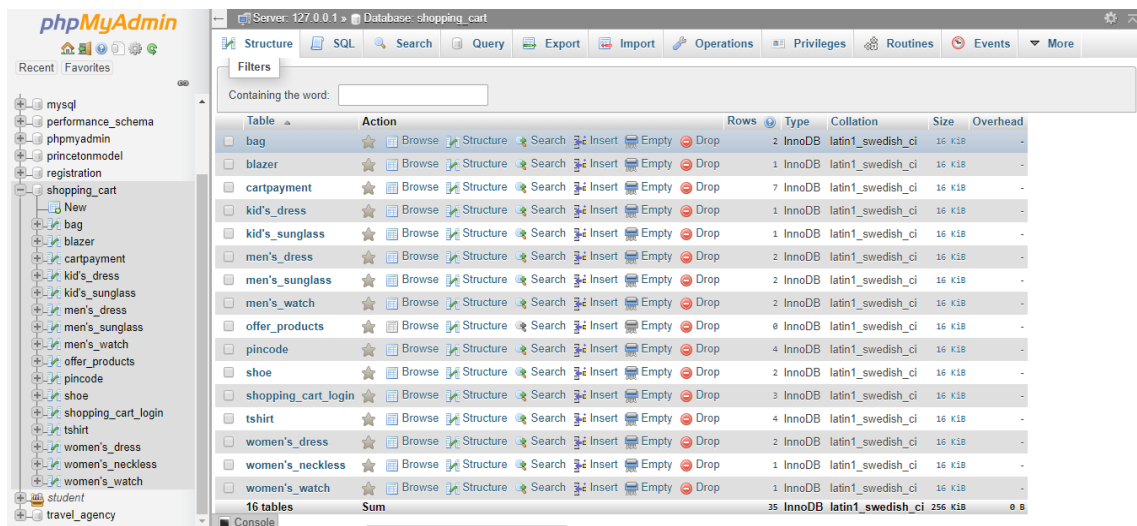 phpMyAdmin
Recent Favorites
mysql
performance_schema
phpmyadmin
princetonmodel
registration
shopping_cart
New
bag
blazer
cartpayment
kid's_dress
kid's_sunglass
men's_dress
men's_sunglass
men's_watch
offer_products
pincode
shoe
shopping_cart_login
tshirt
women's_dress
women's_neckless
women's_watch
student
travel_agency
Server: 127.0.0.1 » Database: shopping_cart
Structure SQL Search Query Export Import Operations Privileges Routines Events More
Filters
Containing the word:
Table Action Rows Type Collation Size Overhead
bag Browse Structure Search Insert Empty Drop 2 InnoDB latin1_swedish_ci 16 KiB -
blazer Browse Structure Search Insert Empty Drop 1 InnoDB latin1_swedish_ci 16 KiB -
cartpayment Browse Structure Search Insert Empty Drop 7 InnoDB latin1_swedish_ci 16 KiB -
kid's_dress Browse Structure Search Insert Empty Drop 1 InnoDB latin1_swedish_ci 16 KiB -
kid's_sunglass Browse Structure Search Insert Empty Drop 1 InnoDB latin1_swedish_ci 16 KiB -
men's_dress Browse Structure Search Insert Empty Drop 2 InnoDB latin1_swedish_ci 16 KiB -
men's_sunglass Browse Structure Search Insert Empty Drop 2 InnoDB latin1_swedish_ci 16 KiB -
men's_watch Browse Structure Search Insert Empty Drop 2 InnoDB latin1_swedish_ci 16 KiB -
offer_products Browse Structure Search Insert Empty Drop 0 InnoDB latin1_swedish_ci 16 KiB -
pincode Browse Structure Search Insert Empty Drop 4 InnoDB latin1_swedish_ci 16 KiB -
shoe Browse Structure Search Insert Empty Drop 2 InnoDB latin1_swedish_ci 16 KiB -
shopping_cart_login Browse Structure Search Insert Empty Drop 3 InnoDB latin1_swedish_ci 16 KiB -
tshirt Browse Structure Search Insert Empty Drop 4 InnoDB latin1_swedish_ci 16 KiB -
women's_dress Browse Structure Search Insert Empty Drop 2 InnoDB latin1_swedish_ci 16 KiB -
women's_neckless Browse Structure Search Insert Empty Drop 1 InnoDB latin1_swedish_ci 16 KiB -
women's_watch Browse Structure Search Insert Empty Drop 1 InnoDB latin1_swedish_ci 16 KiB -
16 tables Sum 35 InnoDB latin1_swedish_ci 256 KiB 0 B
Console